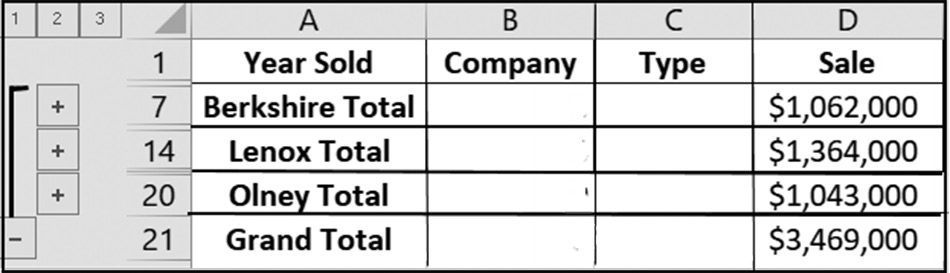 1 2 3 A B C D
1 Year Sold Company Type Sale
+ 7 Berkshire Total $1,062,000
+ 14 Lenox Total $1,364,000
+ 20 Olney Total $1,043,000
- 21 Grand Total $3,469,000